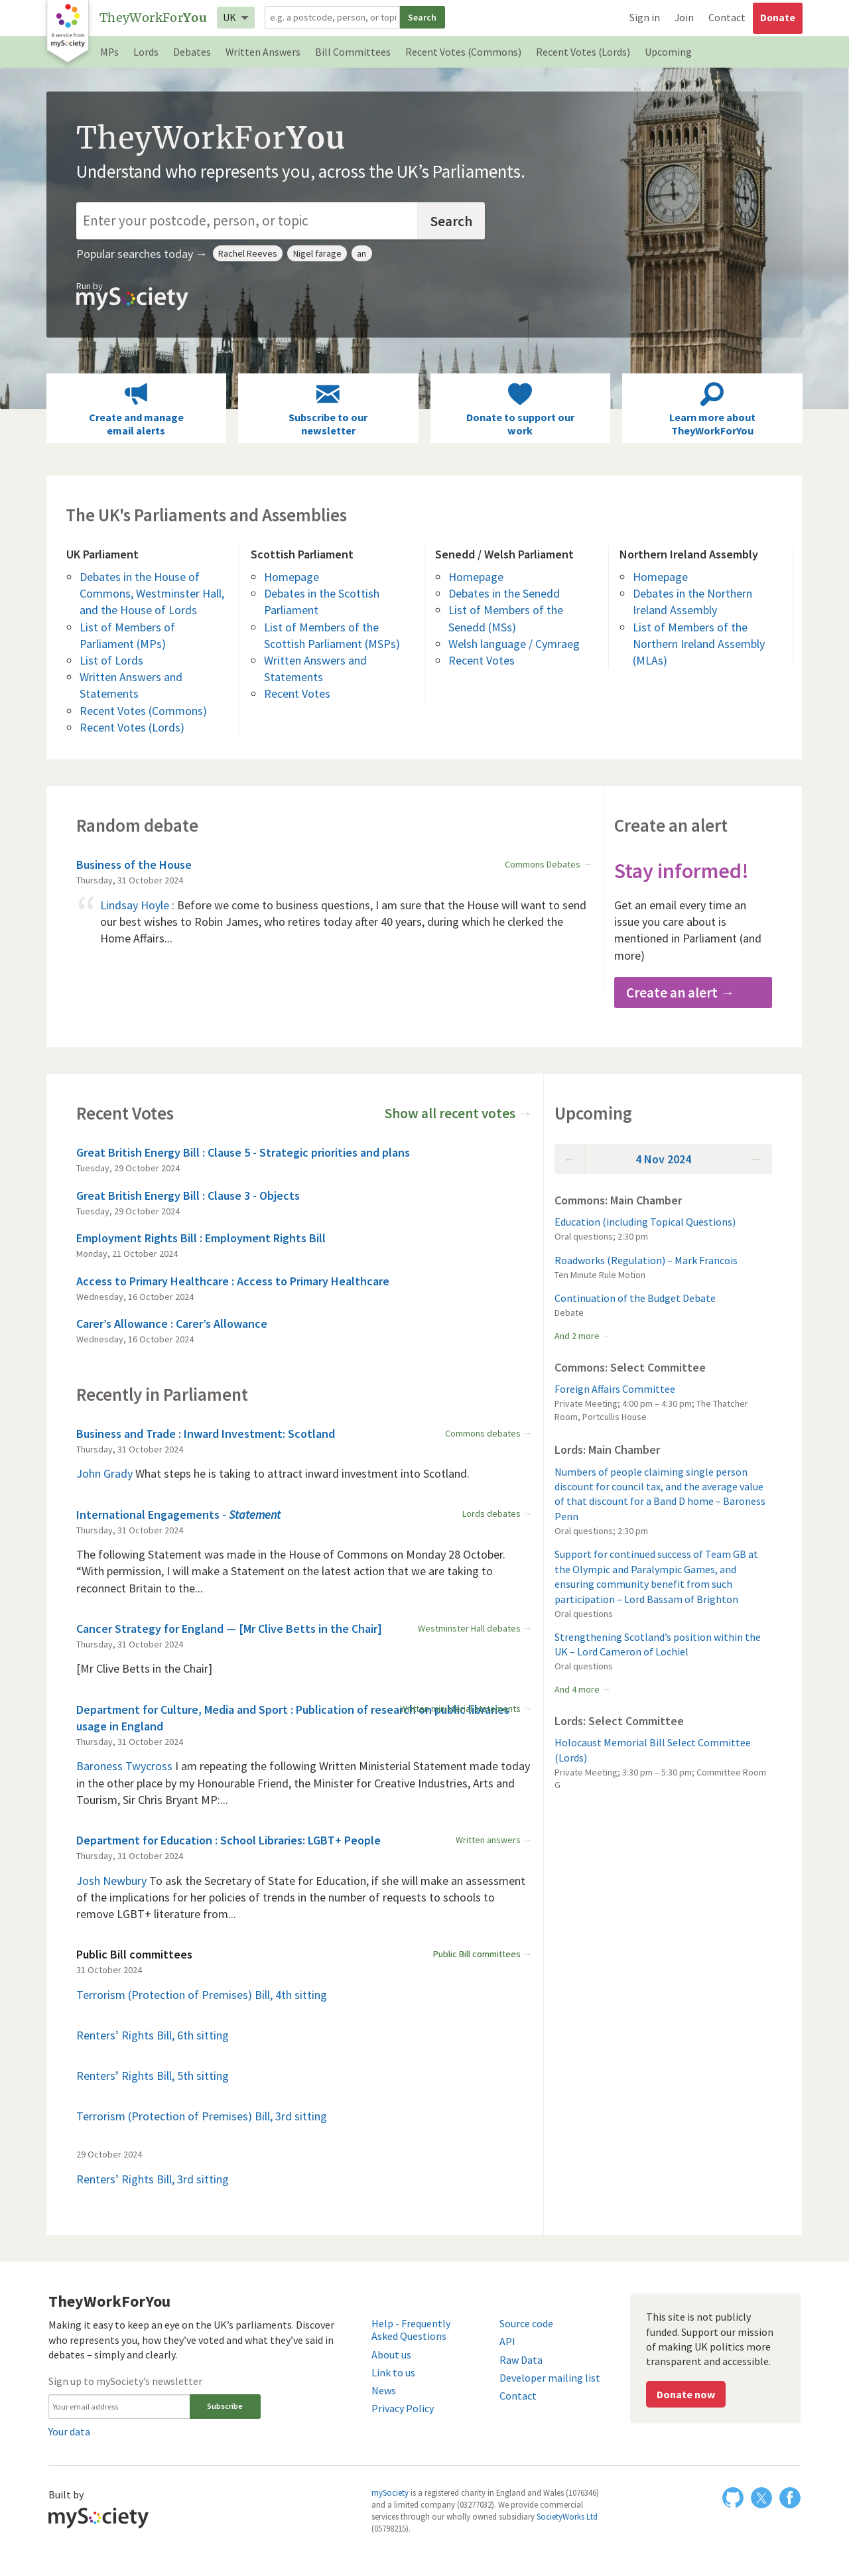 A service from
mySociety
TheyWorkForYou
UK
e.g. a postcode, person, or topi
Search
Sign in
Join
Contact
Donate
MPs
Lords
Debates
Written Answers
Bill Committees
Recent Votes (Commons)
Recent Votes (Lords)
Upcoming
TheyWorkForYou
Understand who represents you, across the UK’s Parliaments.
Enter your postcode, person, or topic
Search
Popular searches today →
Rachel Reeves
Nigel farage
an
Run by
mySociety
Create and manage
email alerts
Subscribe to our
newsletter
Donate to support our
work
Learn more about
TheyWorkForYou
The UK's Parliaments and Assemblies
UK Parliament
Debates in the House of
Commons, Westminster Hall,
and the House of Lords
List of Members of
Parliament (MPs)
List of Lords
Written Answers and
Statements
Recent Votes (Commons)
Recent Votes (Lords)
Scottish Parliament
Homepage
Debates in the Scottish
Parliament
List of Members of the
Scottish Parliament (MSPs)
Written Answers and
Statements
Recent Votes
Senedd / Welsh Parliament
Homepage
Debates in the Senedd
List of Members of the
Senedd (MSs)
Welsh language / Cymraeg
Recent Votes
Northern Ireland Assembly
Homepage
Debates in the Northern
Ireland Assembly
List of Members of the
Northern Ireland Assembly
(MLAs)
Random debate
Business of the House
Commons Debates →
Thursday, 31 October 2024
“ Lindsay Hoyle : Before we come to business questions, I am sure that the House will want to send
our best wishes to Robin James, who retires today after 40 years, during which he clerked the
Home Affairs...
Create an alert
Stay informed!
Get an email every time an
issue you care about is
mentioned in Parliament (and
more)
Create an alert →
Recent Votes
Show all recent votes →
Great British Energy Bill : Clause 5 - Strategic priorities and plans
Tuesday, 29 October 2024
Great British Energy Bill : Clause 3 - Objects
Tuesday, 29 October 2024
Employment Rights Bill : Employment Rights Bill
Monday, 21 October 2024
Access to Primary Healthcare : Access to Primary Healthcare
Wednesday, 16 October 2024
Carer’s Allowance : Carer’s Allowance
Wednesday, 16 October 2024
Recently in Parliament
Business and Trade : Inward Investment: Scotland
Commons debates →
Thursday, 31 October 2024
John Grady What steps he is taking to attract inward investment into Scotland.
International Engagements - Statement
Lords debates →
Thursday, 31 October 2024
The following Statement was made in the House of Commons on Monday 28 October.
“With permission, I will make a Statement on the latest action that we are taking to
reconnect Britain to the...
Cancer Strategy for England — [Mr Clive Betts in the Chair]
Westminster Hall debates →
Thursday, 31 October 2024
[Mr Clive Betts in the Chair]
Department for Culture, Media and Sport : Publication of research on public libraries
usage in England
Thursday, 31 October 2024
Baroness Twycross I am repeating the following Written Ministerial Statement made today
in the other place by my Honourable Friend, the Minister for Creative Industries, Arts and
Tourism, Sir Chris Bryant MP:...
Department for Education : School Libraries: LGBT+ People
Written answers →
Thursday, 31 October 2024
Josh Newbury To ask the Secretary of State for Education, if she will make an assessment
of the implications for her policies of trends in the number of requests to schools to
remove LGBT+ literature from...
Public Bill committees
Public Bill committees →
31 October 2024
Terrorism (Protection of Premises) Bill, 4th sitting
Renters’ Rights Bill, 6th sitting
Renters’ Rights Bill, 5th sitting
Terrorism (Protection of Premises) Bill, 3rd sitting
29 October 2024
Renters’ Rights Bill, 3rd sitting
Upcoming
← 4 Nov 2024 →
Commons: Main Chamber
Education (including Topical Questions)
Oral questions; 2:30 pm
Roadworks (Regulation) – Mark Francois
Ten Minute Rule Motion
Continuation of the Budget Debate
Debate
And 2 more →
Commons: Select Committee
Foreign Affairs Committee
Private Meeting; 4:00 pm – 4:30 pm; The Thatcher
Room, Portcullis House
Lords: Main Chamber
Numbers of people claiming single person
discount for council tax, and the average value
of that discount for a Band D home – Baroness
Penn
Oral questions; 2:30 pm
Support for continued success of Team GB at
the Olympic and Paralympic Games, and
ensuring community benefit from such
participation – Lord Bassam of Brighton
Oral questions
Strengthening Scotland’s position within the
UK – Lord Cameron of Lochiel
Oral questions
And 4 more →
Lords: Select Committee
Holocaust Memorial Bill Select Committee
(Lords)
Private Meeting; 3:30 pm – 5:30 pm; Committee Room
G
TheyWorkForYou
Making it easy to keep an eye on the UK’s parliaments. Discover
who represents you, how they’ve voted and what they’ve said in
debates – simply and clearly.
Sign up to mySociety’s newsletter
Your email address
Subscribe
Your data
Help - Frequently
Asked Questions
About us
Link to us
News
Privacy Policy
Source code
API
Raw Data
Developer mailing list
Contact
This site is not publicly
funded. Support our mission
of making UK politics more
transparent and accessible.
Donate now
Built by
mySociety
mySociety is a registered charity in England and Wales (1076346)
and a limited company (03277032). We provide commercial
services through our wholly owned subsidiary SocietyWorks Ltd
(05798215).